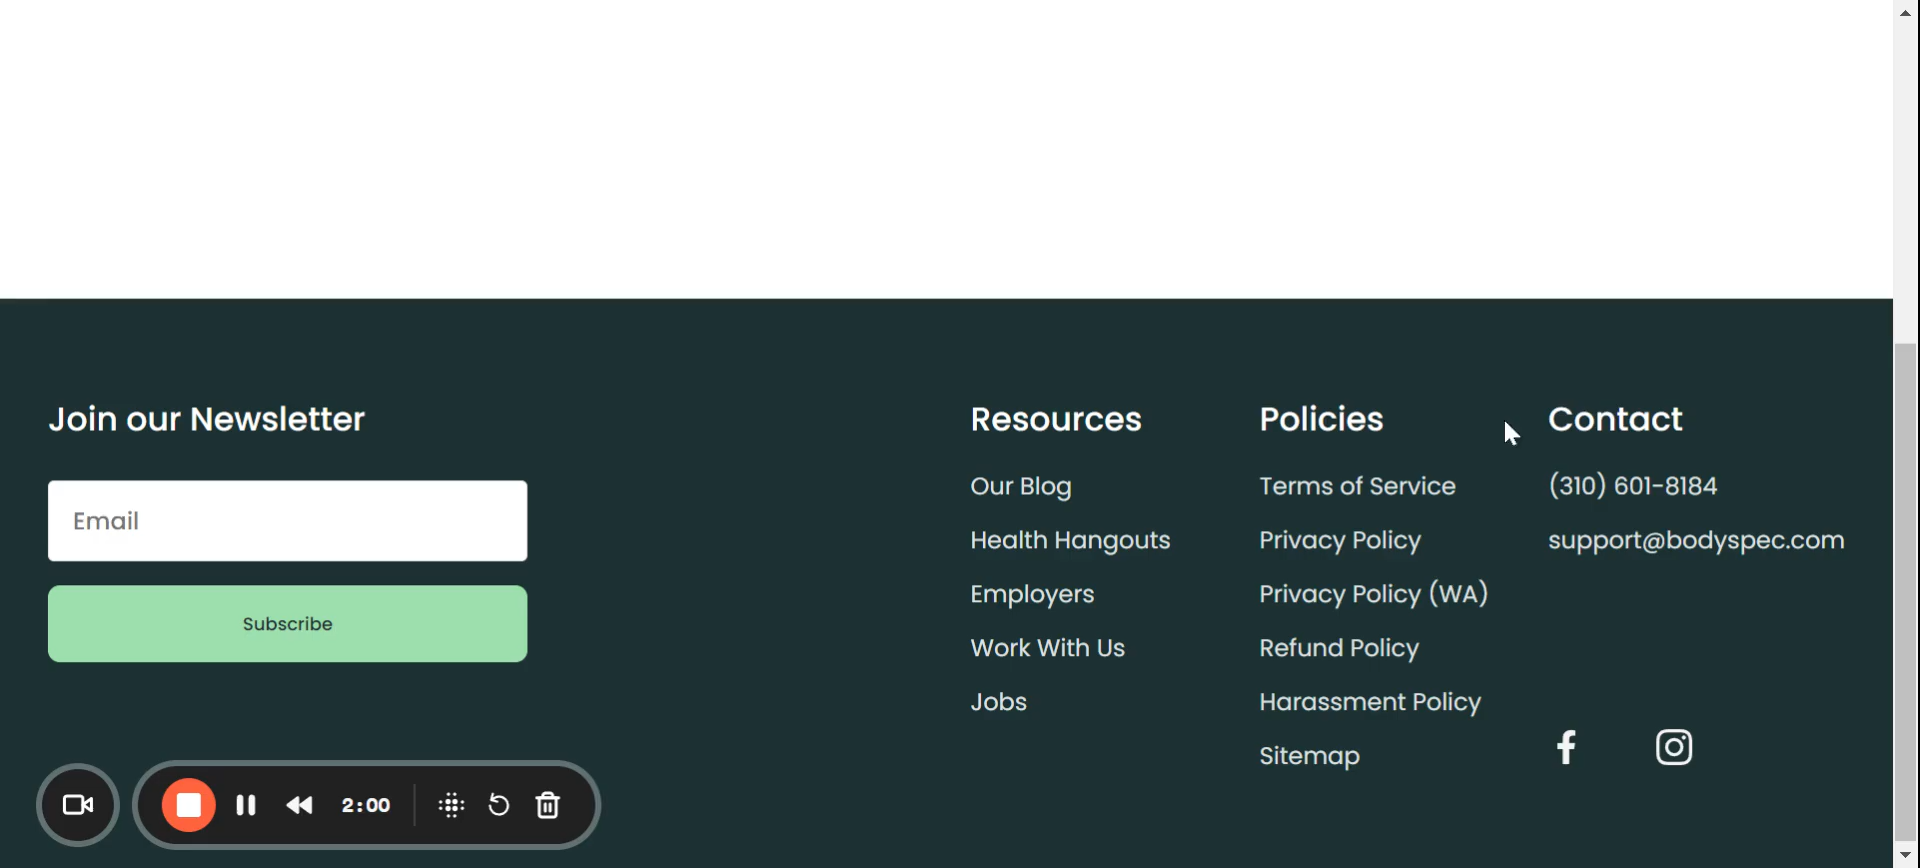 Join our Newsletter
Email
Subscribe
Resources
Our Blog
Health Hangouts
Employers
Work With Us
Jobs
Policies
Terms of Service
Privacy Policy
Privacy Policy (WA)
Refund Policy
Harassment Policy
Sitemap
Contact
(310) 601-8184
support@bodyspec.com
2:00